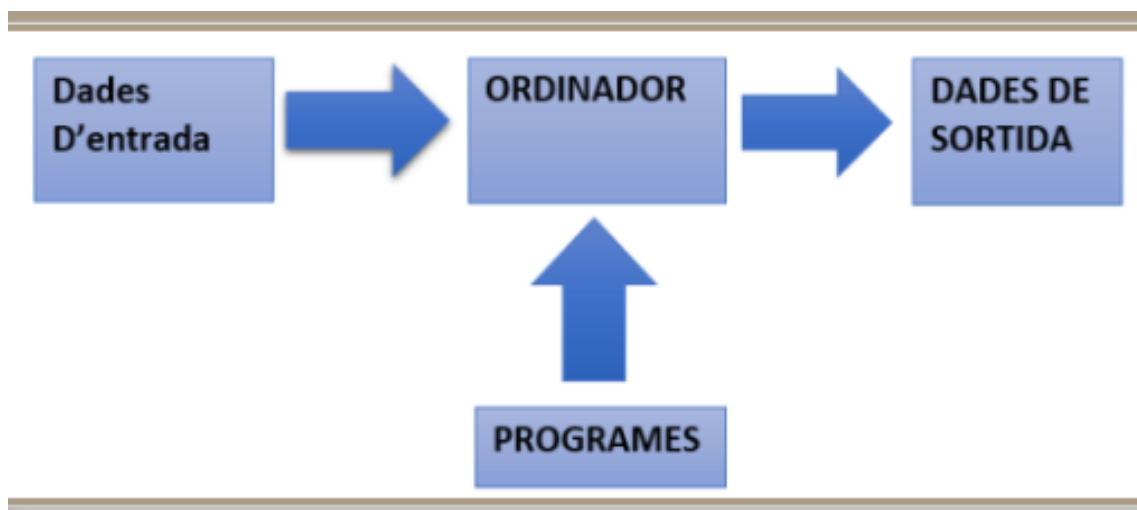 Dades
D'entrada
ORDINADOR
DADES DE
SORTIDA
PROGRAMES